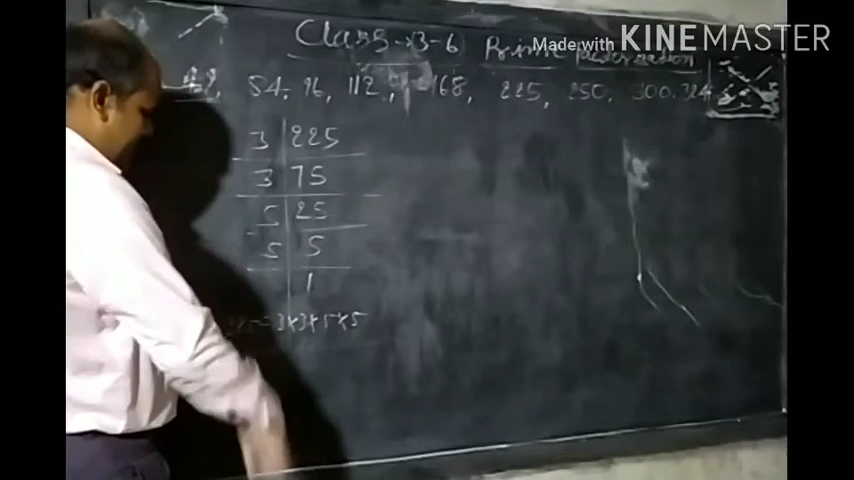 Class-3-6 Prime factorisation
Made with KINEMASTER
54, 96, 112, 168, 225, 250, 300, 324
3 225
3 75
5 25
5 5
1
= 3×3×5×5